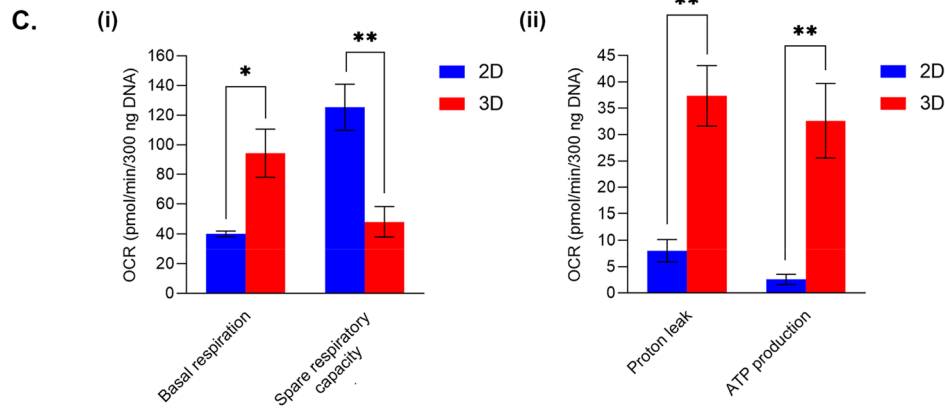 C.
(i)
OCR (pmol/min/300 ng DNA)
160
140
120
100
80
60
40
20
0
*
**
2D
3D
Basal respiration
Spare respiratory
capacity
(ii)
OCR (pmol/min/300 ng DNA)
45
40
35
30
25
20
15
10
5
0
**
**
2D
3D
Proton leak
ATP production